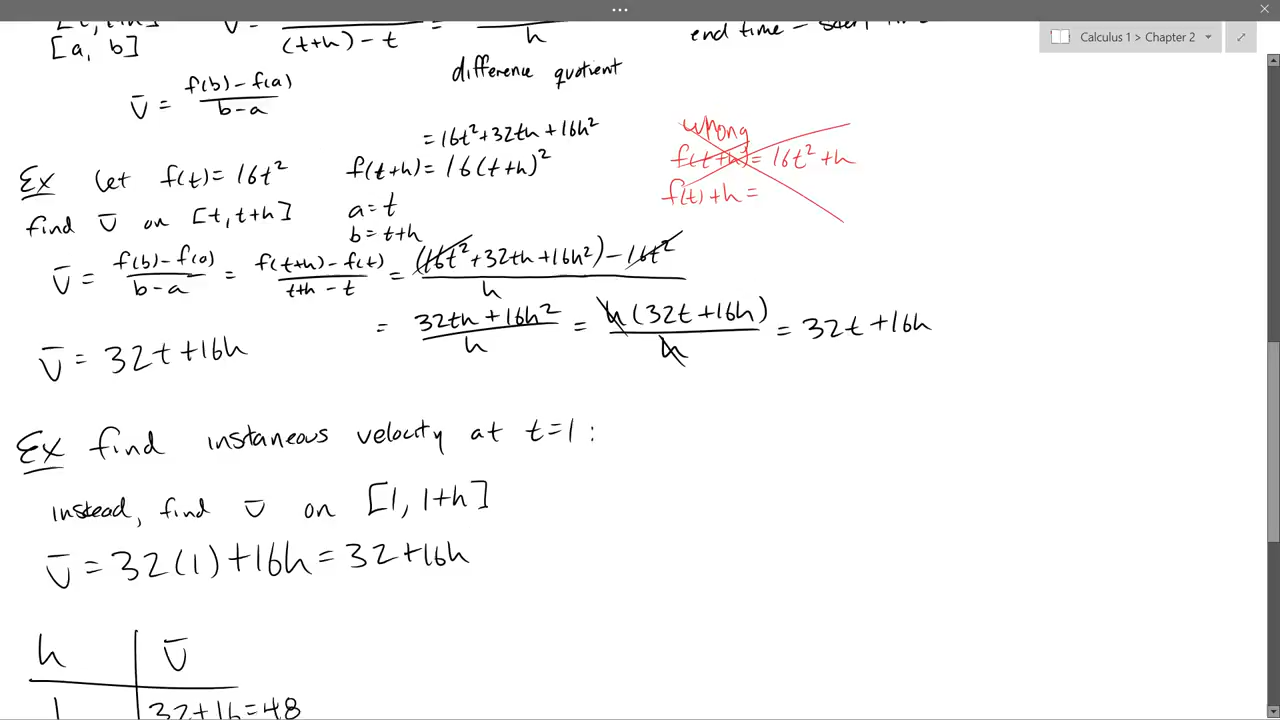 Calculus 1 > Chapter 2
[a, b]
(t+h) - t
h
end time -
difference quotient
v̄ = f(b) - f(a) / b - a
= 16t² + 32th + 16h²
wrong
Ex Let f(t) = 16t² f(t+h) = 16(t+h)²
f(t+h) = 16t² + h
f(t) + h =
find v̄ on [t, t+h] a = t
b = t+h
v̄ = f(b) - f(a) / b - a = f(t+h) - f(t) / t+h - t = (16t² + 32th + 16h²) - 16t² / h
= 32th + 16h² / h = h(32t + 16h) / h = 32t + 16h
v̄ = 32t + 16h
Ex find instaneous velocity at t=1 :
instead, find v̄ on [1, 1+h]
v̄ = 32(1) + 16h = 32 + 16h
h | v̄
1 | 32 + 16 = 48